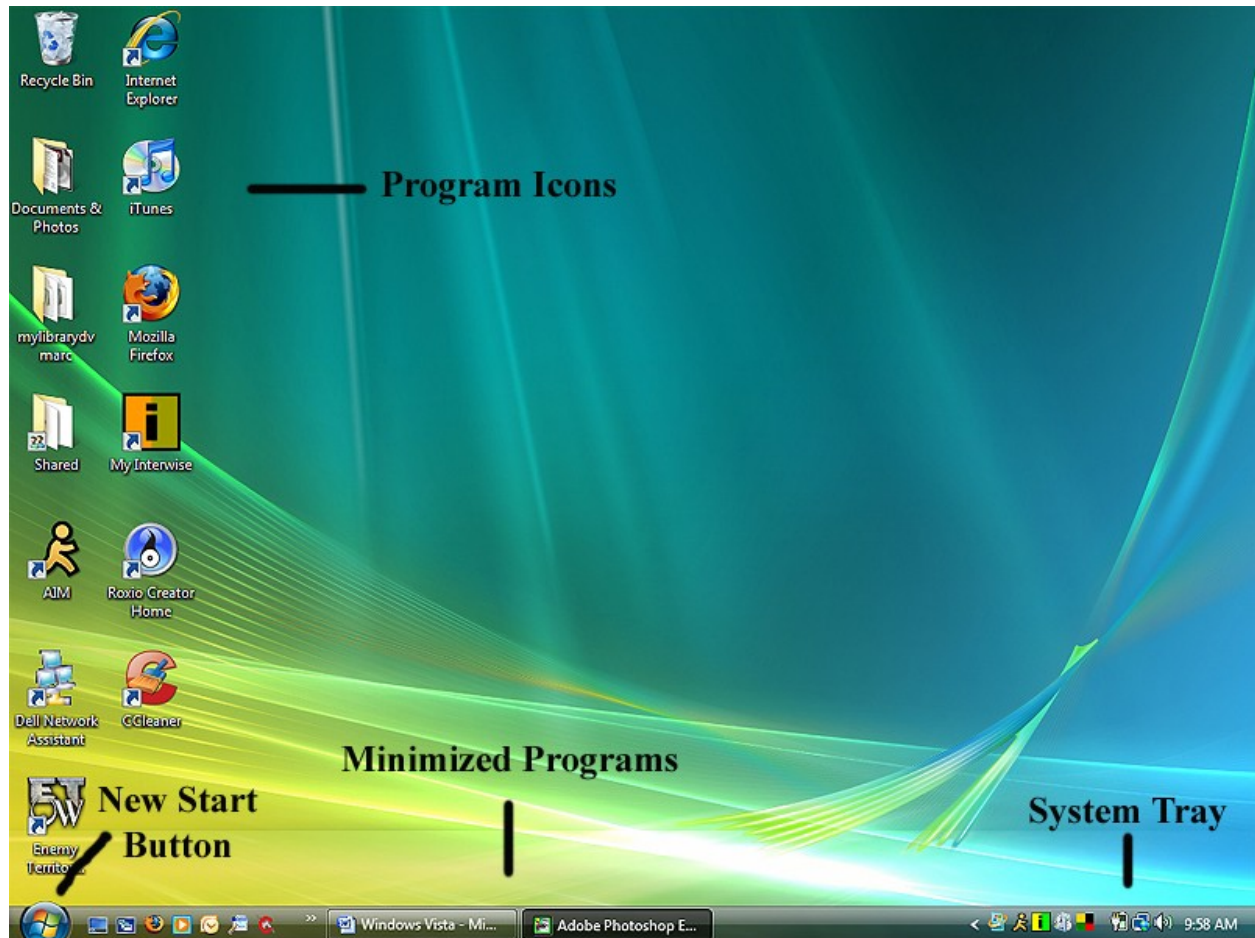 Recycle Bin
Internet
Explorer
Documents &
Photos
iTunes
Program Icons
mylibrarydv
marc
Mozilla
Firefox
Shared
My Interwise
AIM
Roxio Creator
Home
Dell Network
Assistant
CCleaner
Minimized Programs
ET
W
Enemy
New Start
Button
System Tray
Windows Vista - Mi...
Adobe Photoshop E...
9:58 AM